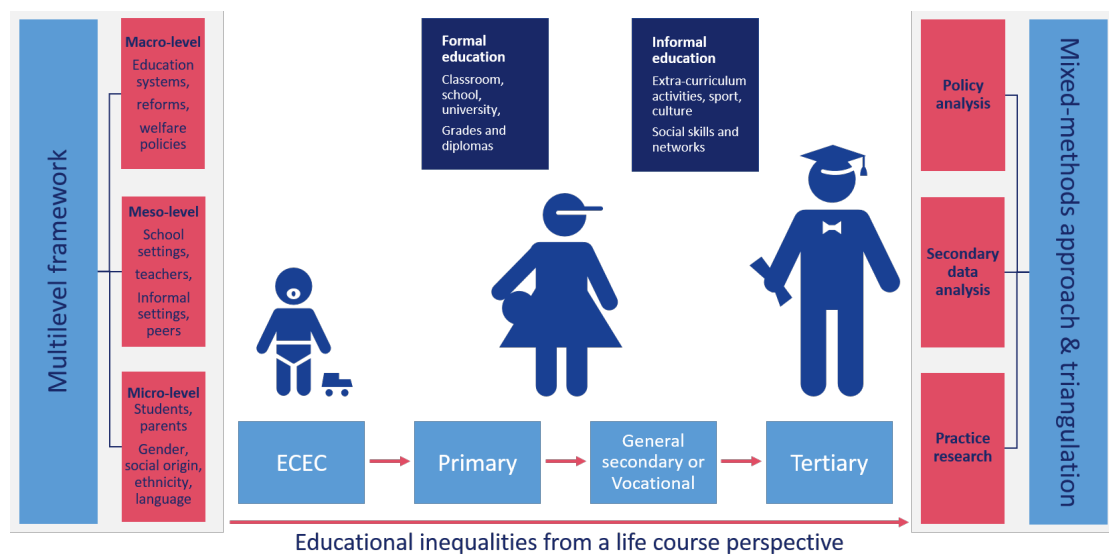 Multilevel framework
Macro-level
Education
systems,
reforms,
welfare
policies
Meso-level
School
settings,
teachers,
Informal
settings,
peers
Micro-level
Students,
parents
Gender,
social origin,
ethnicity,
language
Formal
education
Classroom,
school,
university,
Grades and
diplomas
Informal
education
Extra-curriculum
activities, sport,
culture
Social skills and
networks
ECEC
Primary
General
secondary or
Vocational
Tertiary
Educational inequalities from a life course perspective
Policy
analysis
Secondary
data
analysis
Practice
research
Mixed-methods approach & triangulation